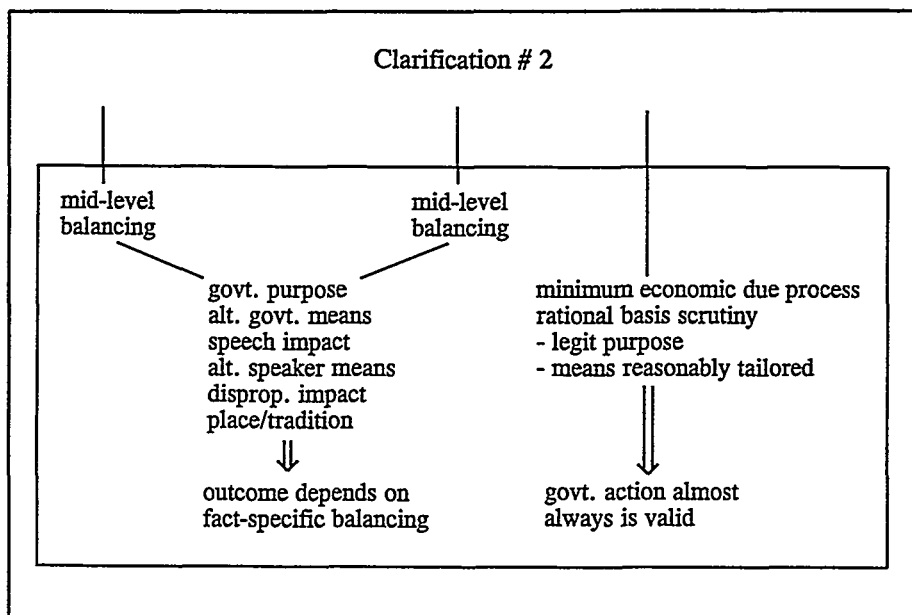 Clarification # 2
mid-level
balancing
mid-level
balancing
govt. purpose
alt. govt. means
speech impact
alt. speaker means
disprop. impact
place/tradition
outcome depends on
fact-specific balancing
minimum economic due process
rational basis scrutiny
- legit purpose
- means reasonably tailored
govt. action almost
always is valid